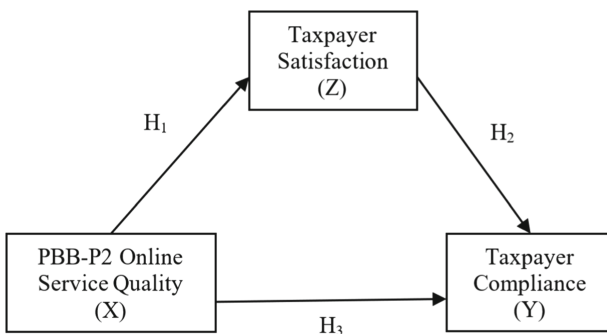 Taxpayer
Satisfaction
(Z)
H₁
H₂
PBB-P2 Online
Service Quality
(X)
Taxpayer
Compliance
(Y)
H₃